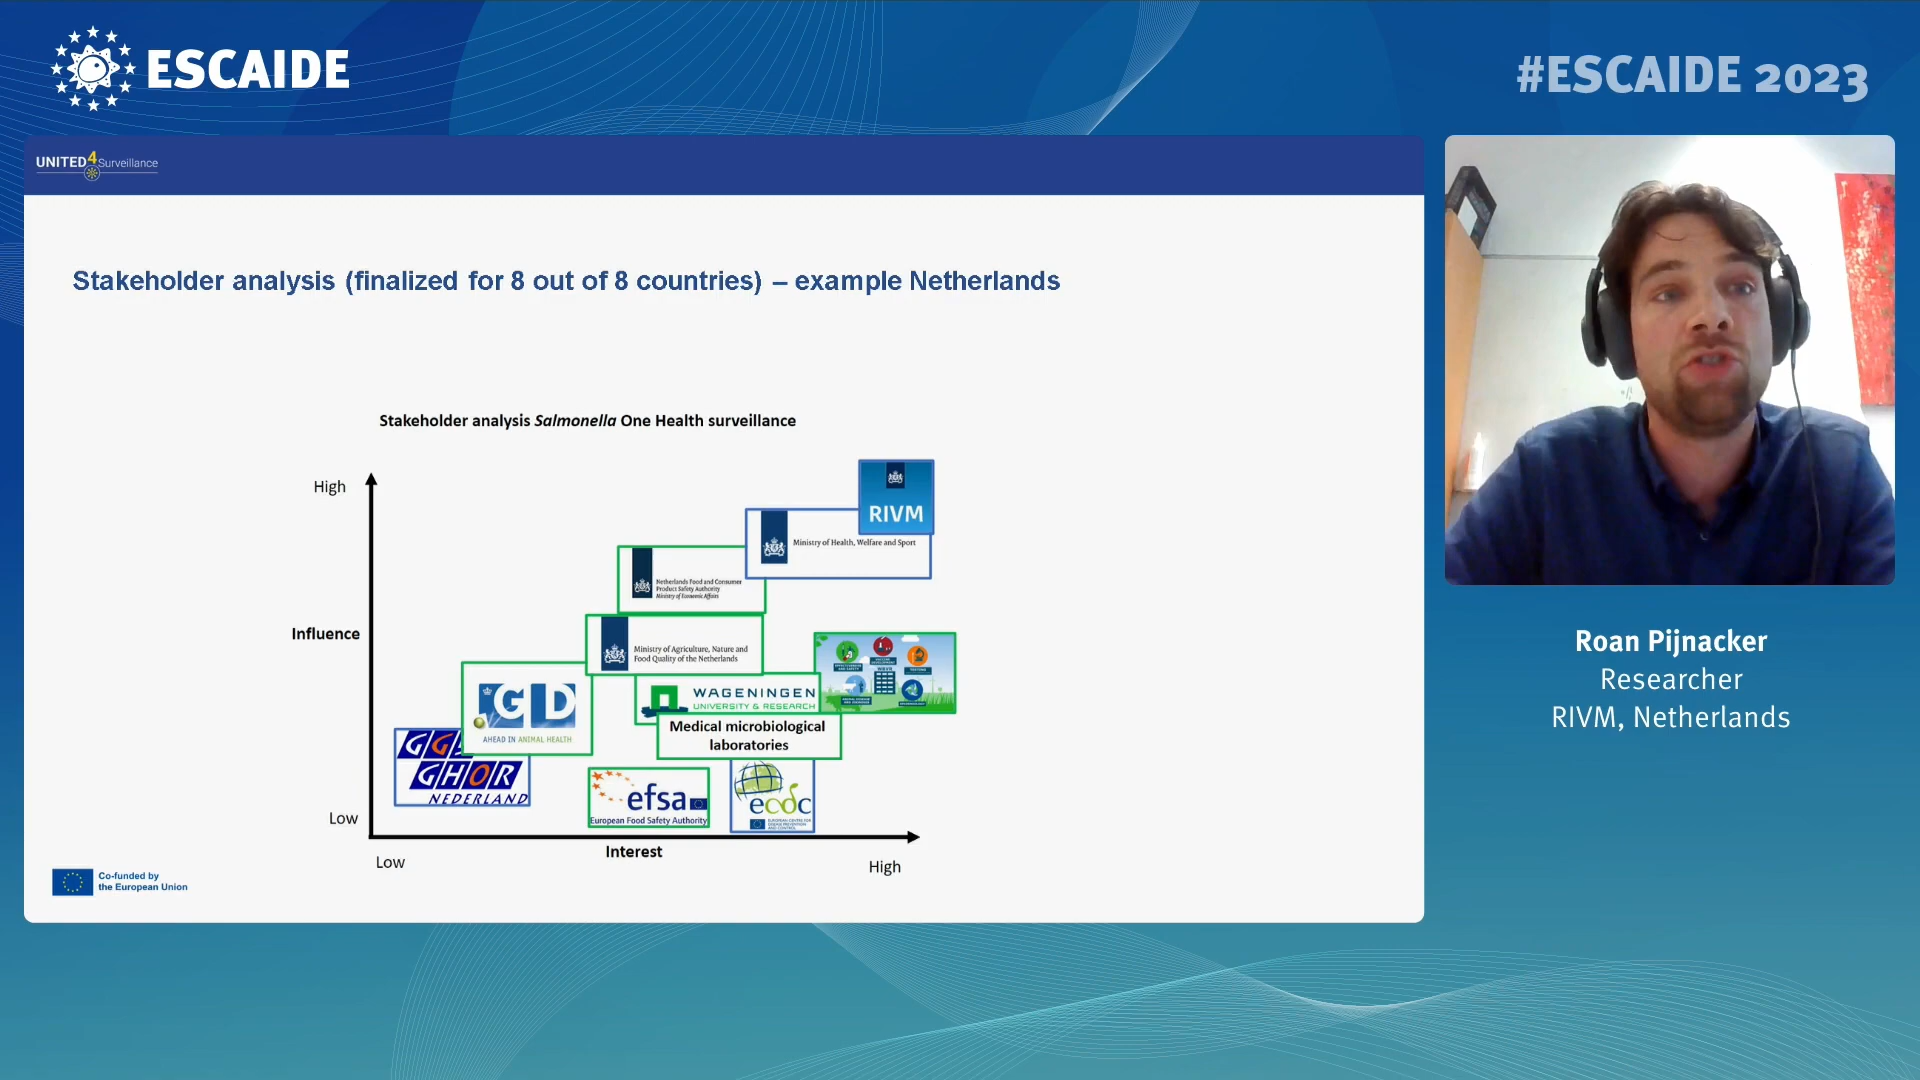 ESCAIDE
#ESCAIDE 2023
UNITED4Surveillance
Stakeholder analysis (finalized for 8 out of 8 countries) – example Netherlands
Stakeholder analysis Salmonella One Health surveillance
High
RIVM
Ministry of Health, Welfare and Sport
Netherlands Food and Consumer
Product Safety Authority
Ministry of Economic Affairs
Influence
Ministry of Agriculture, Nature and
Food Quality of the Netherlands
GD
AHEAD IN ANIMAL HEALTH
WAGENINGEN
UNIVERSITY & RESEARCH
Medical microbiological
laboratories
GHOR
NEDERLAND
efsa
European Food Safety Authority
ecdc
EUROPEAN CENTRE FOR
DISEASE PREVENTION
AND CONTROL
Low
Low
Interest
High
Co-funded by
the European Union
Roan Pijnacker
Researcher
RIVM, Netherlands